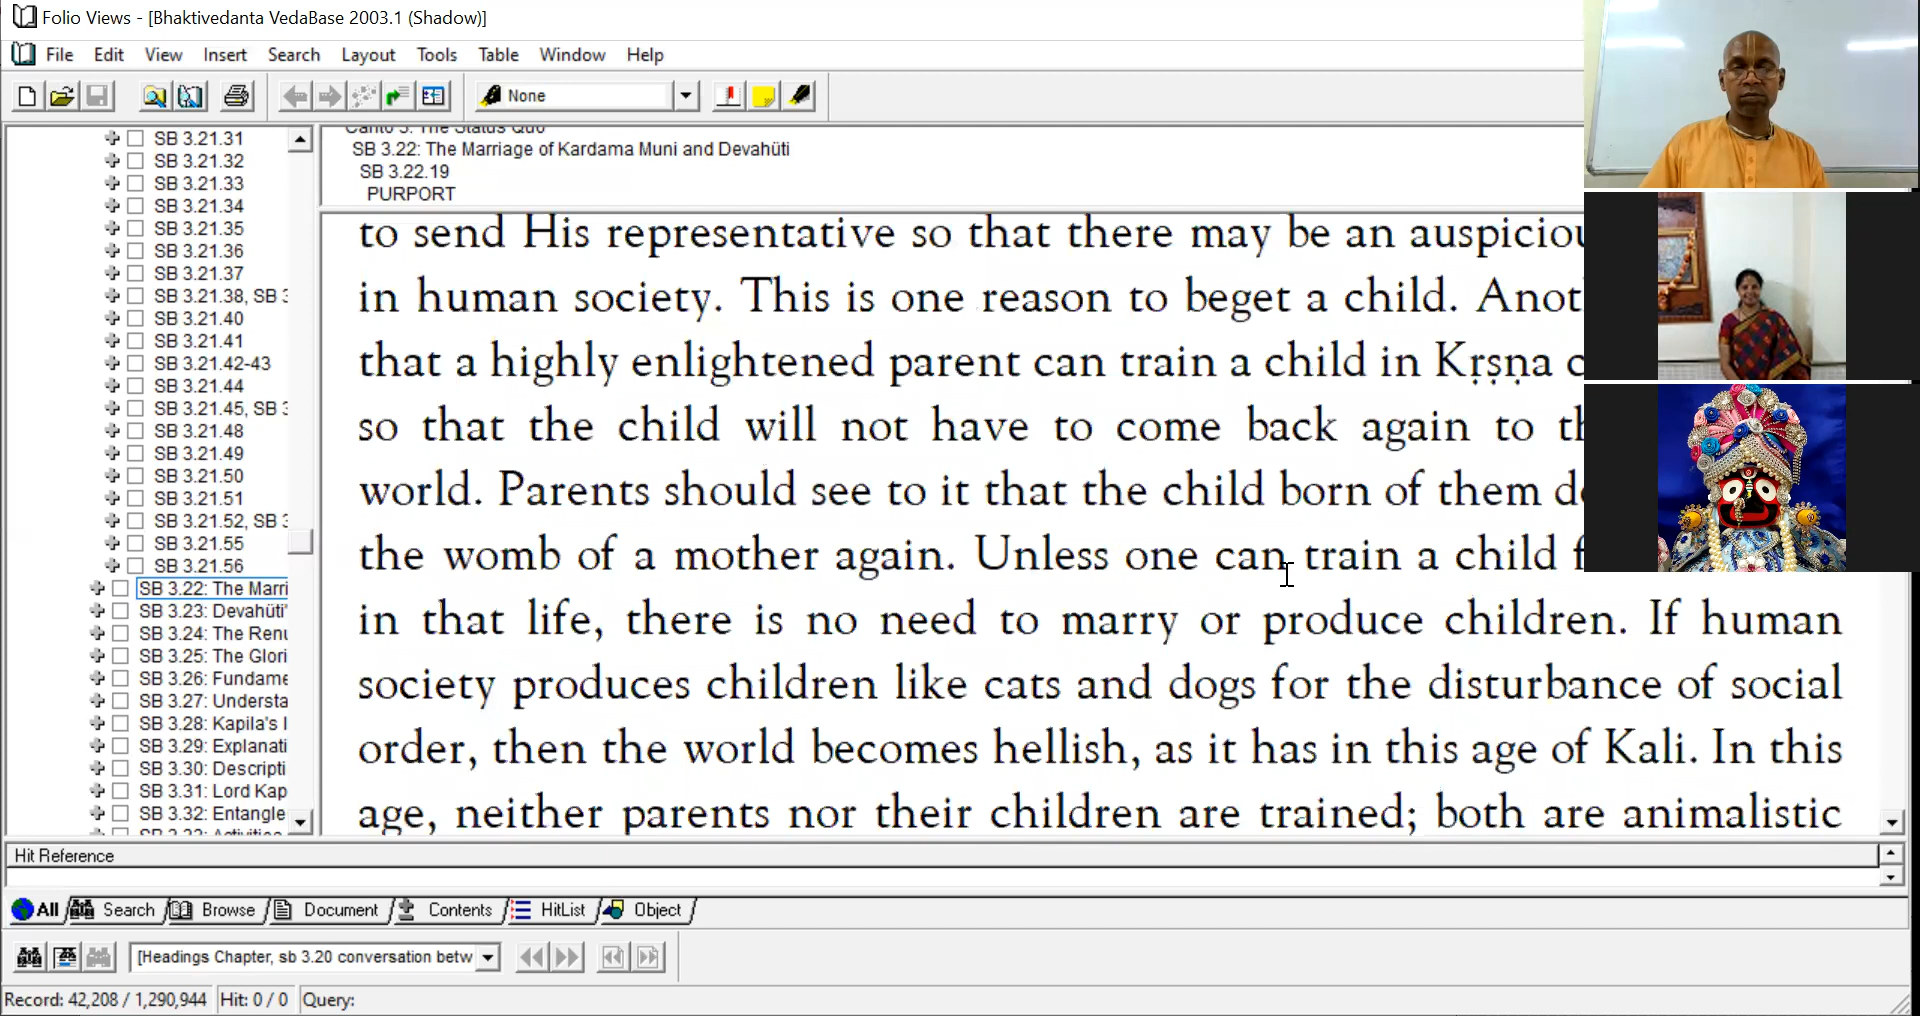 Folio Views - [Bhaktivedanta VedaBase 2003.1 (Shadow)]
File Edit View Insert Search Layout Tools Table Window Help
None
SB 3.21.31
SB 3.21.32
SB 3.21.33
SB 3.21.34
SB 3.21.35
SB 3.21.36
SB 3.21.37
SB 3.21.38, SB 3
SB 3.21.40
SB 3.21.41
SB 3.21.42-43
SB 3.21.44
SB 3.21.45, SB 3
SB 3.21.48
SB 3.21.49
SB 3.21.50
SB 3.21.51
SB 3.21.52, SB 3
SB 3.21.55
SB 3.21.56
SB 3.22: The Marri
SB 3.23: Devahüti'
SB 3.24: The Renu
SB 3.25: The Glori
SB 3.26: Fundame
SB 3.27: Understa
SB 3.28: Kapila's I
SB 3.29: Explanati
SB 3.30: Descripti
SB 3.31: Lord Kap
SB 3.32: Entangle
SB 3.33: Activities
Canto 3: The Status Quo
SB 3.22: The Marriage of Kardama Muni and Devahüti
SB 3.22.19
PURPORT
to send His representative so that there may be an auspiciou
in human society. This is one reason to beget a child. Anot
that a highly enlightened parent can train a child in Kṛṣṇa c
so that the child will not have to come back again to th
world. Parents should see to it that the child born of them do
the womb of a mother again. Unless one can train a child f
in that life, there is no need to marry or produce children. If human
society produces children like cats and dogs for the disturbance of social
order, then the world becomes hellish, as it has in this age of Kali. In this
age, neither parents nor their children are trained; both are animalistic
Hit Reference
All Search Browse Document Contents HitList Object
[Headings Chapter, sb 3.20 conversation betw
Record: 42,208 / 1,290,944 Hit: 0 / 0 Query: